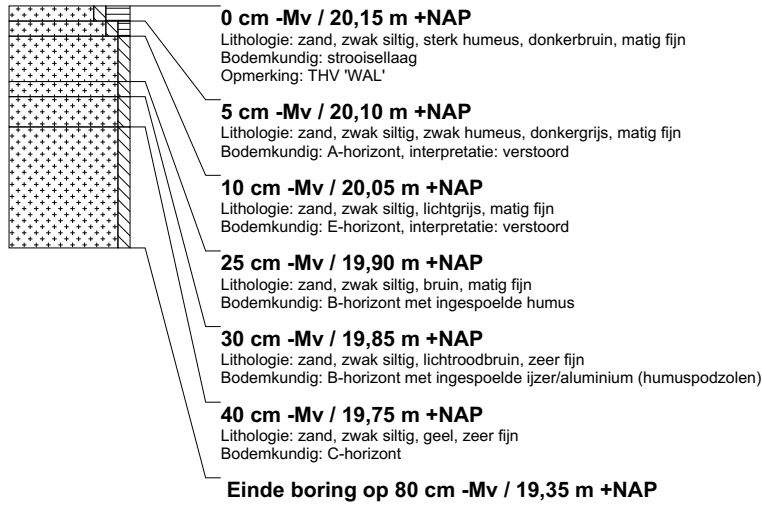 0 cm -Mv / 20,15 m +NAP
Lithologie: zand, zwak siltig, sterk humeus, donkerbruin, matig fijn
Bodemkundig: strooisellaag
Opmerking: THV 'WAL'
5 cm -Mv / 20,10 m +NAP
Lithologie: zand, zwak siltig, zwak humeus, donkergrijs, matig fijn
Bodemkundig: A-horizont, interpretatie: verstoord
10 cm -Mv / 20,05 m +NAP
Lithologie: zand, zwak siltig, lichtgrijs, matig fijn
Bodemkundig: E-horizont, interpretatie: verstoord
25 cm -Mv / 19,90 m +NAP
Lithologie: zand, zwak siltig, bruin, matig fijn
Bodemkundig: B-horizont met ingespoelde humus
30 cm -Mv / 19,85 m +NAP
Lithologie: zand, zwak siltig, lichtroodbruin, zeer fijn
Bodemkundig: B-horizont met ingespoelde ijzer/aluminium (humuspodzolen)
40 cm -Mv / 19,75 m +NAP
Lithologie: zand, zwak siltig, geel, zeer fijn
Bodemkundig: C-horizont
Einde boring op 80 cm -Mv / 19,35 m +NAP